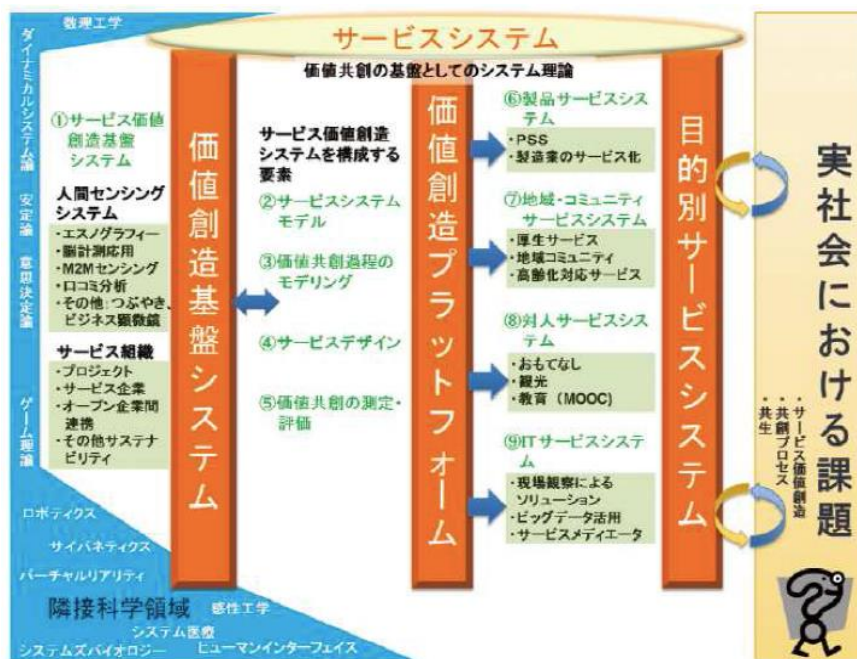 数理工学
サービスシステム
価値共創の基盤としてのシステム理論
ダイナミカルシステム論
安定論
意思決定論
ゲーム理論
①サービス価値
創造基盤
システム
人間センシング
システム
・エスノグラフィー
・脳計測応用
・M2Mセンシング
・口コミ分析
・その他:つぶやき、
ビジネス顕微鏡
サービス組織
・プロジェクト
・サービス企業
・オープン企業間
連携
・その他サステナ
ビリティ
価値創造基盤システム
サービス価値創造
システムを構成する
要素
②サービスシステム
モデル
③価値共創過程の
モデリング
④サービスデザイン
⑤価値共創の測定・
評価
価値創造プラットフォーム
⑥製品サービスシス
テム
・PSS
・製造業のサービス化
⑦地域・コミュニティ
サービスシステム
・厚生サービス
・地域コミュニティ
・高齢化対応サービス
⑧対人サービスシス
テム
・おもてなし
・観光
・教育(MOOC)
⑨ITサービスシステ
ム
・現場観察による
ソリューション
・ビッグデータ活用
・サービスメディエータ
目的別サービスシステム
実社会における課題
・サービス価値創造
・共創プロセス
・共生
ロボティクス
サイバネティクス
バーチャルリアリティ
隣接科学領域
感性工学
システム医療
システムズバイオロジー
ヒューマンインターフェイス